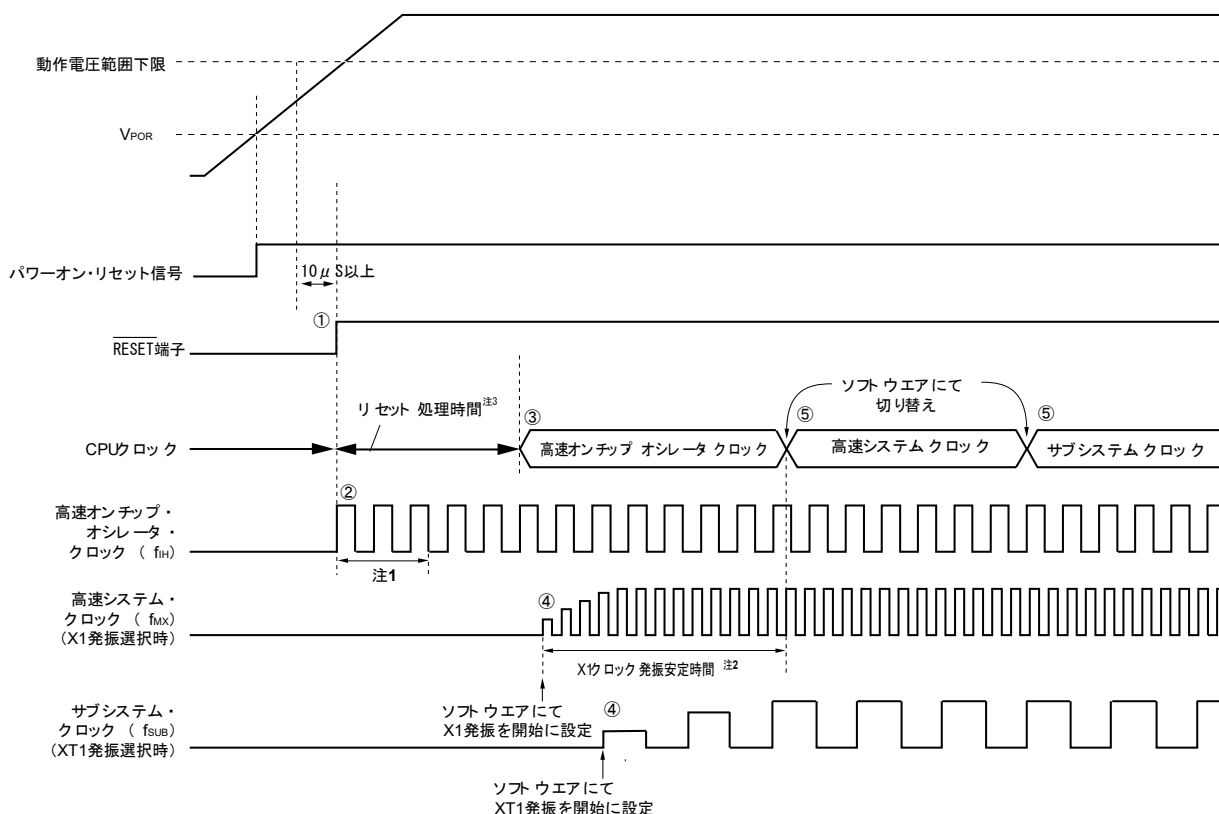 動作電圧範囲下限
VPOR
パワーオン・リセット信号
10μS以上
①
RESET端子
リセット処理時間注3
ソフトウエアにて
切り替え
③
⑤
⑤
CPUクロック
高速オンチップ オシレータ クロック
高速システム クロック
サブシステム クロック
②
高速オンチップ・
オシレータ・
クロック ( fIH)
注1
④
高速システム・
クロック ( fMX)
(X1発振選択時)
X1クロック発振安定時間 注2
ソフトウエアにて
X1発振を開始に設定
④
サブシステム・
クロック ( fSUB)
(XT1発振選択時)
ソフトウエアにて
XT1発振を開始に設定